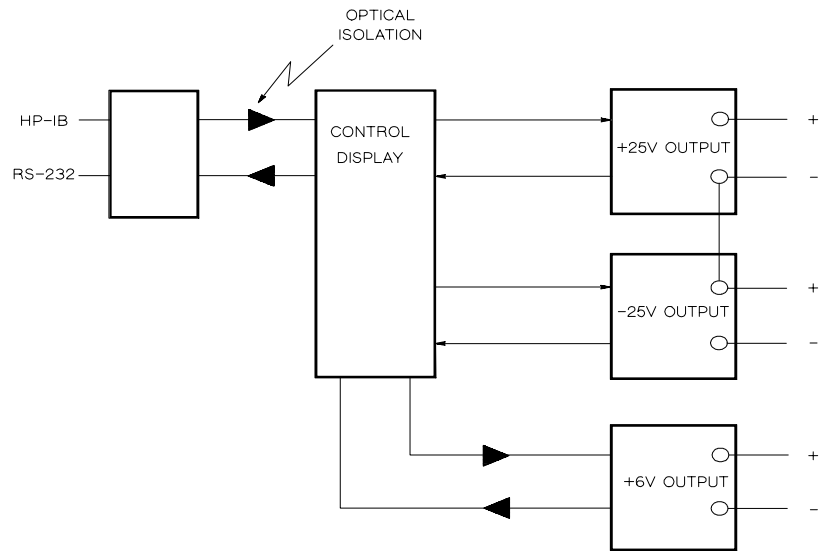 OPTICAL
ISOLATION
HP-IB
RS-232
CONTROL
DISPLAY
+25V OUTPUT
+
-
-25V OUTPUT
+
-
+6V OUTPUT
+
-